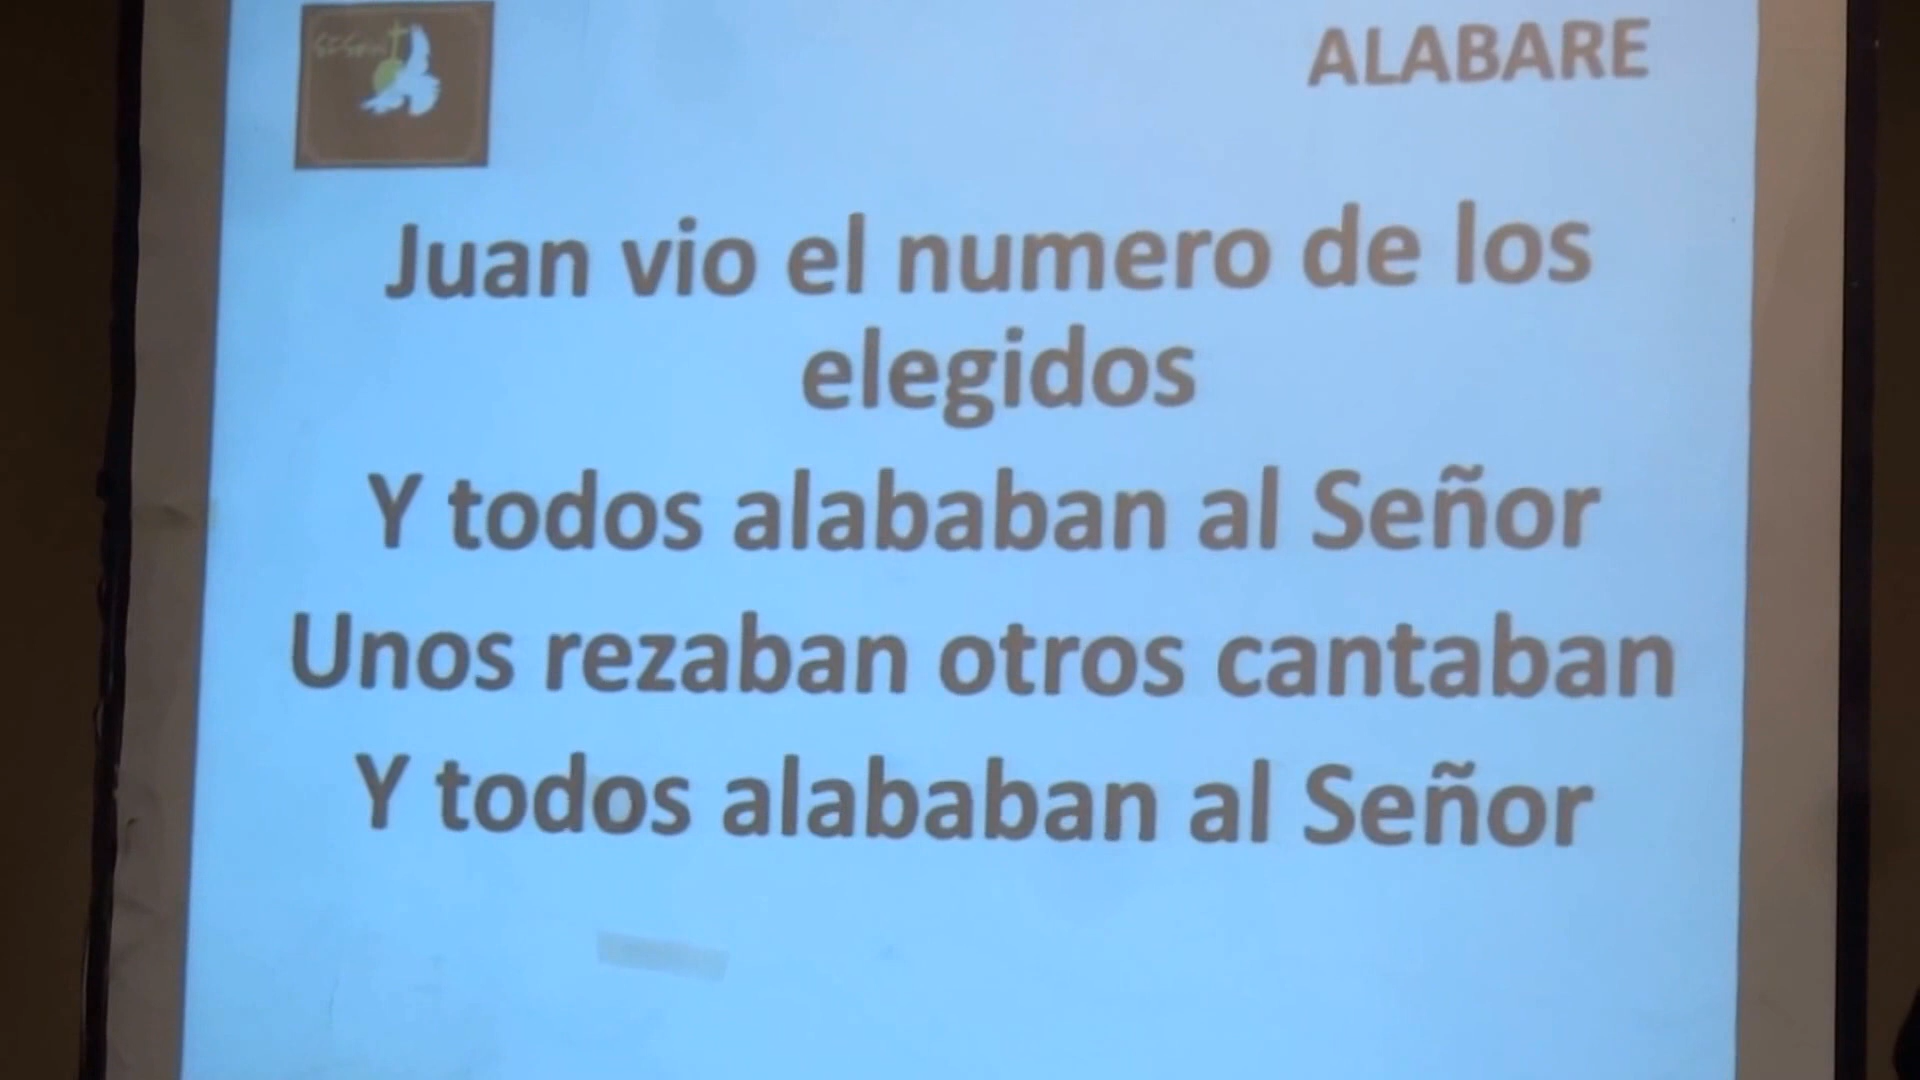 ALABARE
Juan vio el numero de los
elegidos
Y todos alababan al Señor
Unos rezaban otros cantaban
Y todos alababan al Señor